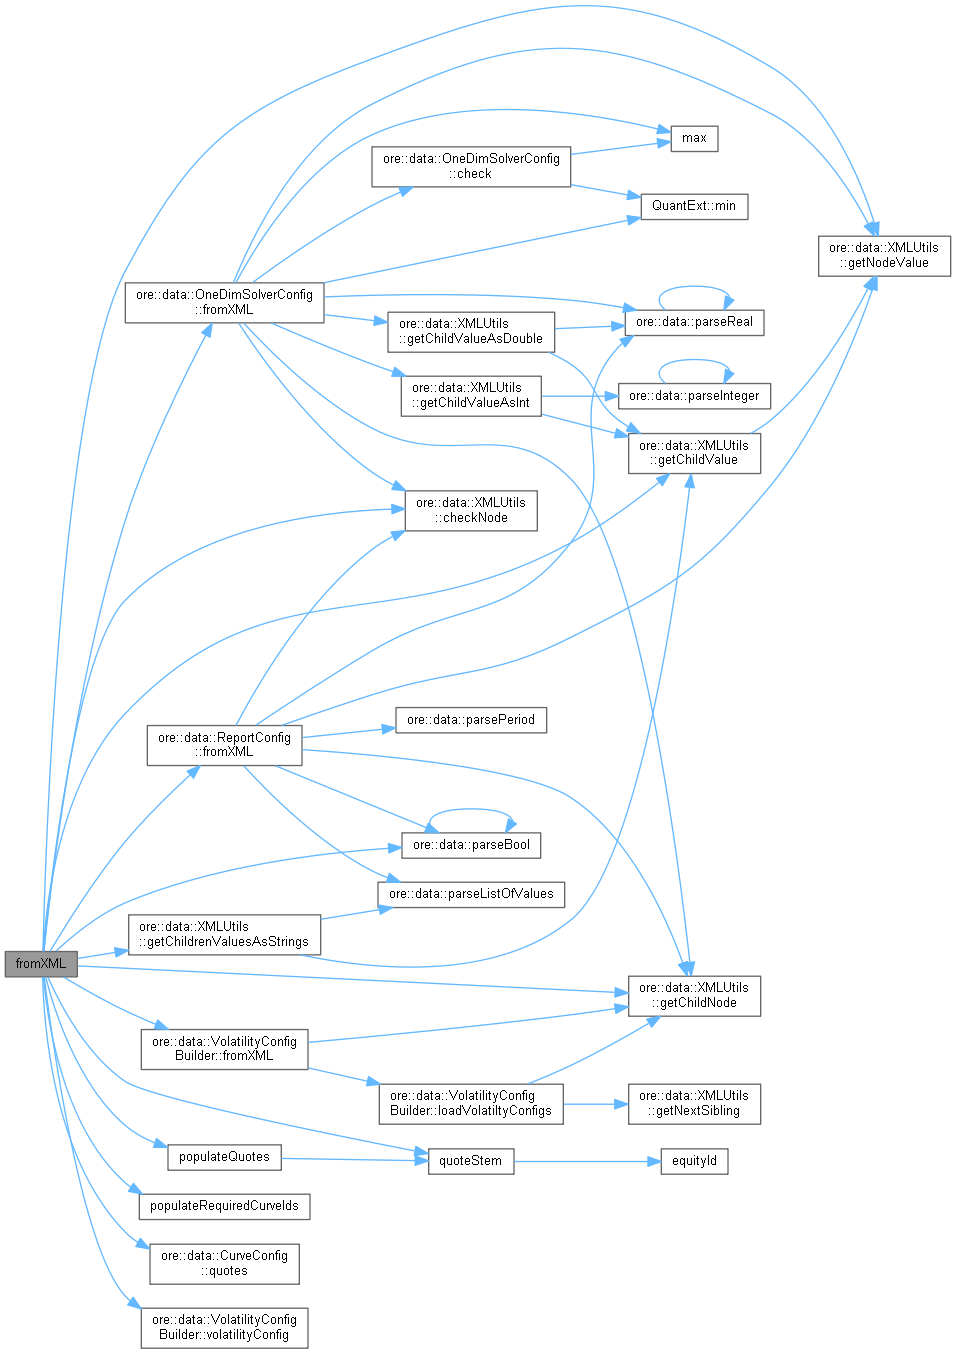 max
ore::data::OneDimSolverConfig
::check
QuantExt::min
ore::data::XMLUtils
::getNodeValue
ore::data::OneDimSolverConfig
::fromXML
ore::data::XMLUtils
::getChildValueAsDouble
ore::data::parseReal
ore::data::XMLUtils
::getChildValueAsInt
ore::data::parseInteger
ore::data::XMLUtils
::getChildValue
ore::data::XMLUtils
::checkNode
ore::data::parsePeriod
ore::data::ReportConfig
::fromXML
ore::data::parseBool
ore::data::parseListOfValues
ore::data::XMLUtils
::getChildrenValuesAsStrings
fromXML
ore::data::XMLUtils
::getChildNode
ore::data::VolatilityConfig
Builder::fromXML
ore::data::VolatilityConfig
Builder::loadVolatiltyConfigs
ore::data::XMLUtils
::getNextSibling
populateQuotes
quoteStem
equityId
populateRequiredCurveIds
ore::data::CurveConfig
::quotes
ore::data::VolatilityConfig
Builder::volatilityConfig